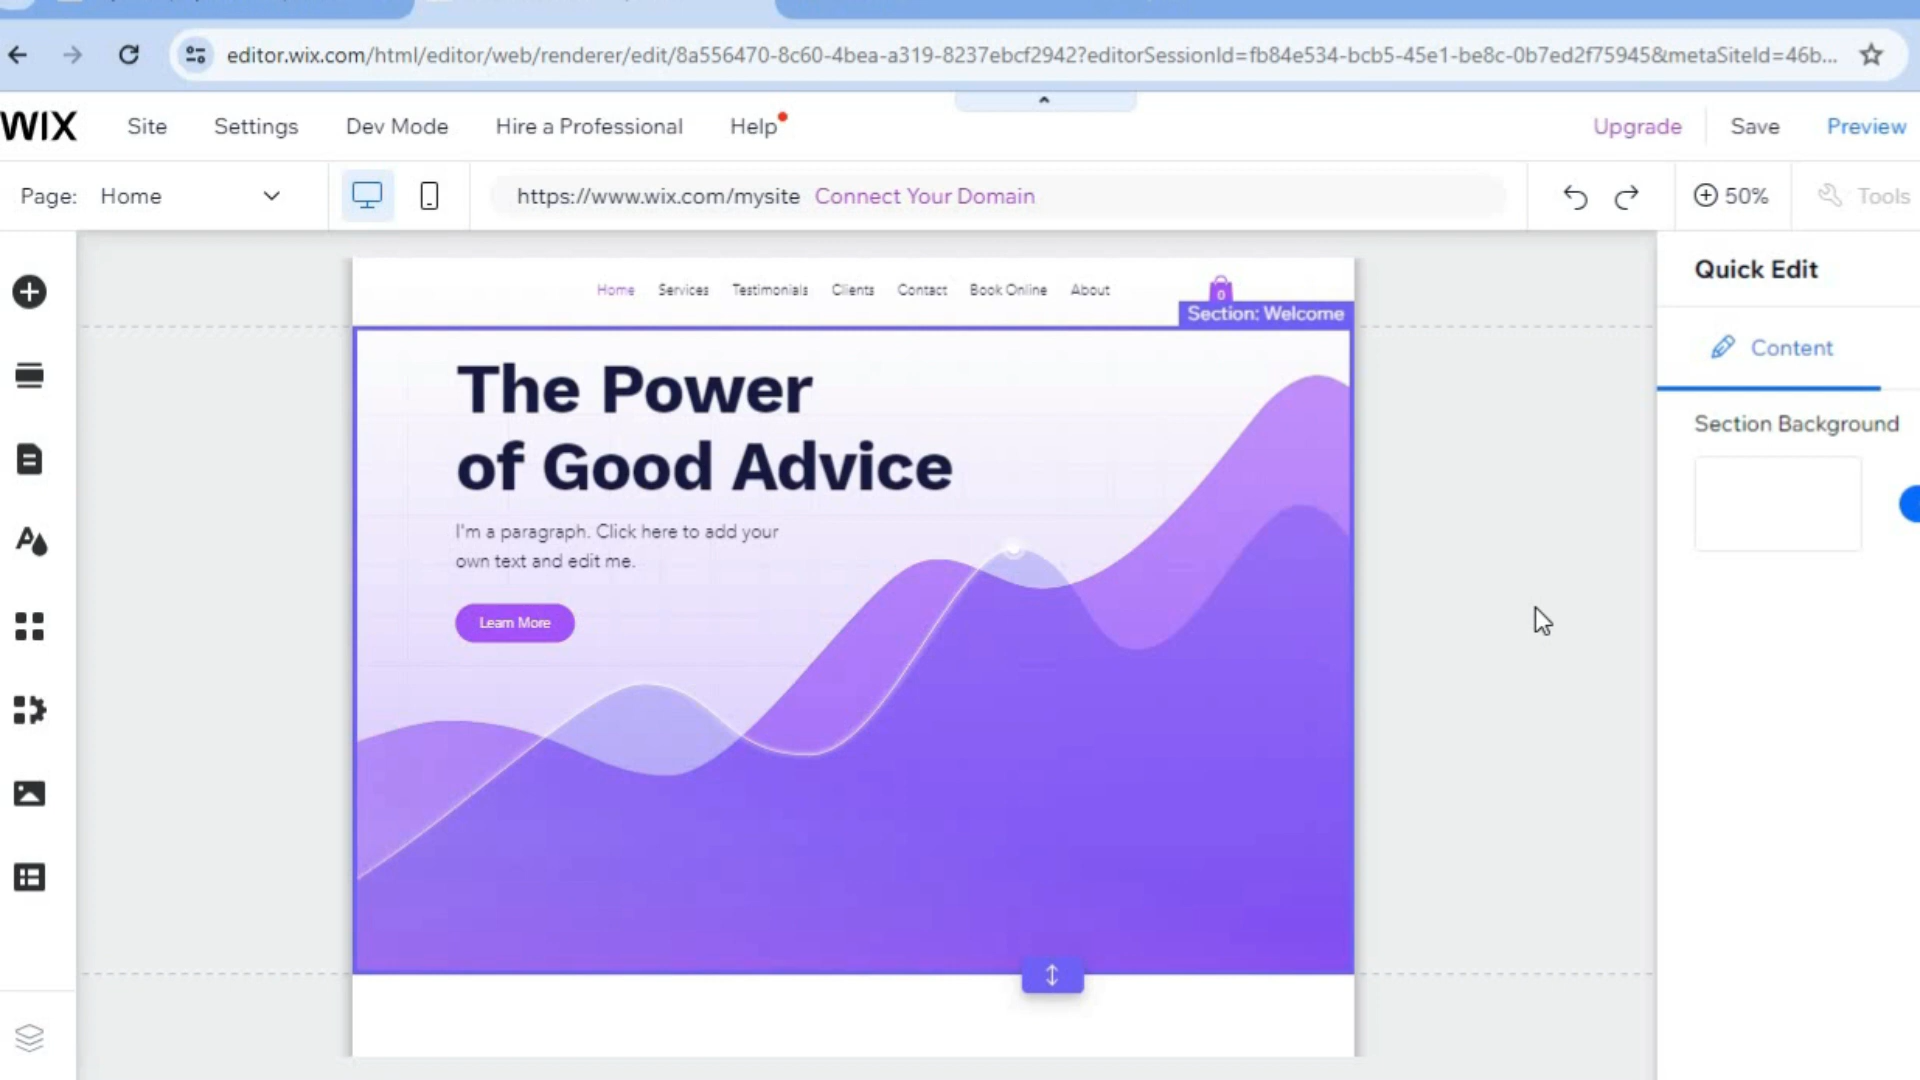 editor.wix.com/html/editor/web/renderer/edit/8a556470-8c60-4bea-a319-8237ebcf2942?editorSessionId=fb84e534-bcb5-45e1-be8c-0b7ed2f75945&metaSiteId=46b...
WIX Site Settings Dev Mode Hire a Professional Help Upgrade Save Preview
Page: Home https://www.wix.com/mysite Connect Your Domain 50% Tools
Quick Edit
Home Services Testimonials Clients Contact Book Online About 0
Section: Welcome
Content
Section Background
The Power
of Good Advice
I'm a paragraph. Click here to add your
own text and edit me.
Learn More